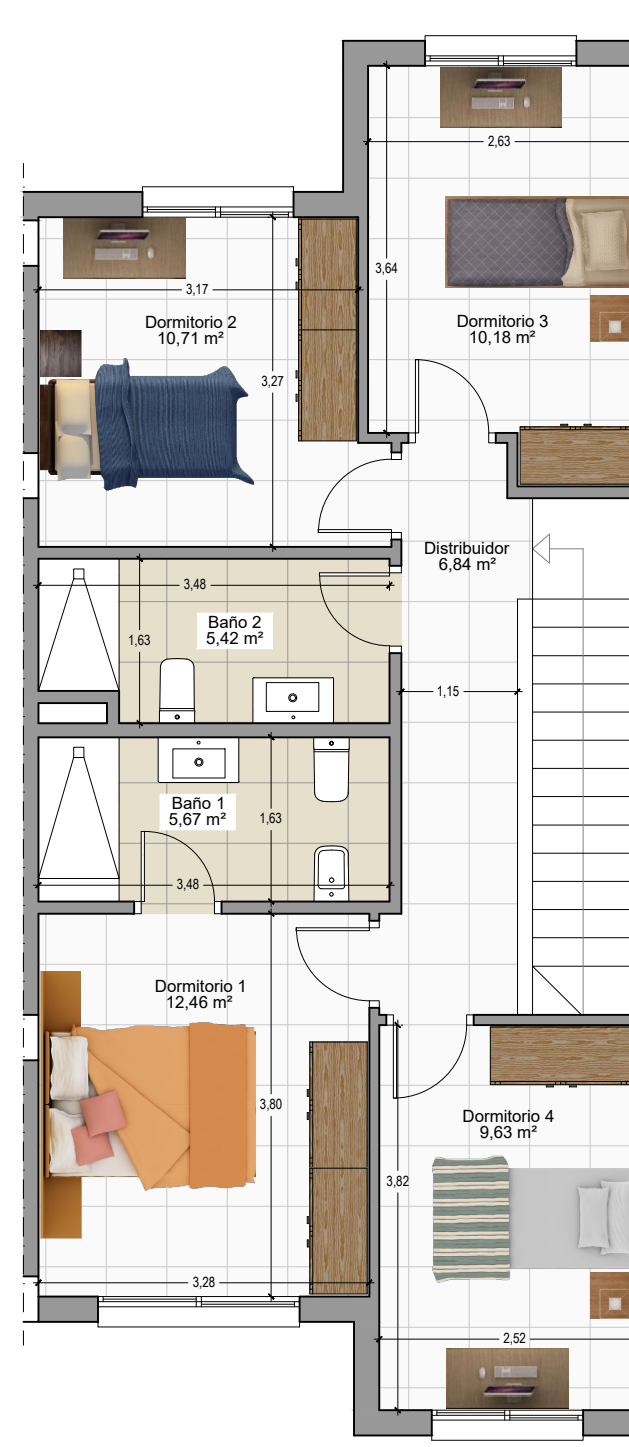 2,63
3,64
Dormitorio 3
10,18 m²
3,17
Dormitorio 2
10,71 m²
3,27
Distribuidor
6,84 m²
3,48
Baño 2
5,42 m²
1,63
1,15
Baño 1
5,67 m²
1,63
3,48
Dormitorio 1
12,46 m²
3,80
3,28
Dormitorio 4
9,63 m²
3,82
2,52